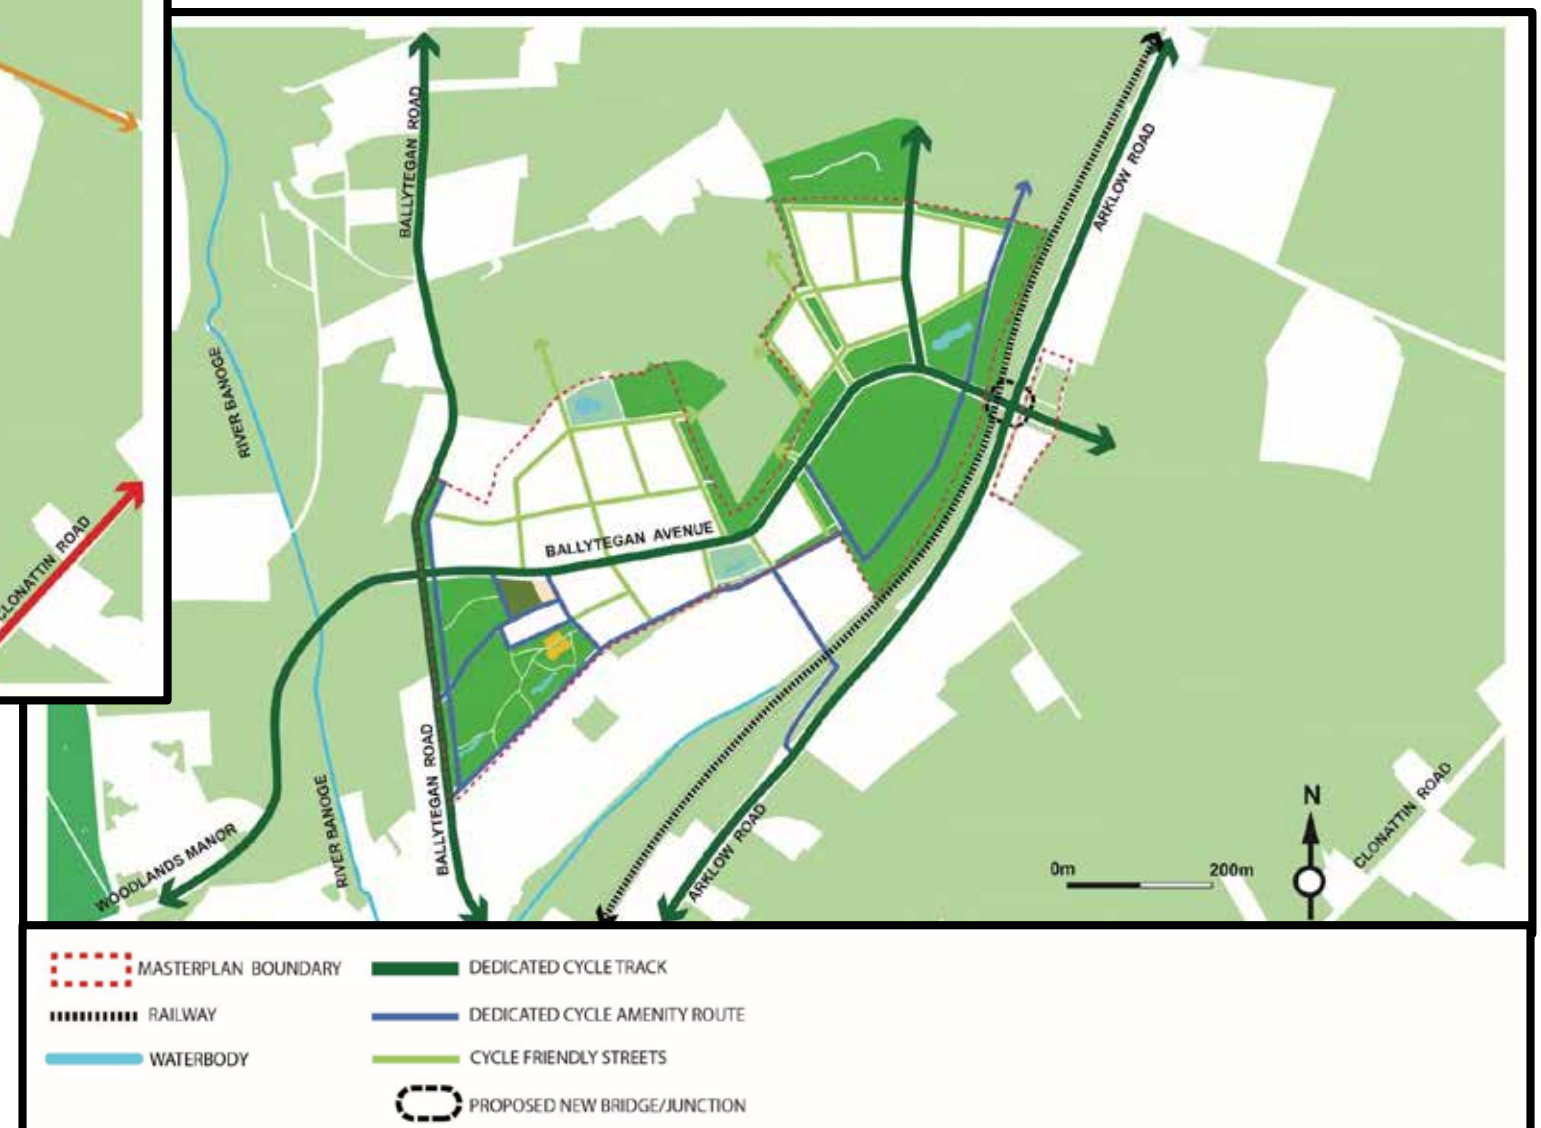 BALLYTEGAN ROAD
ARKLOW ROAD
RIVER BANOGE
CLONATTIN ROAD
BALLYTEGAN AVENUE
BALLYTEGAN ROAD
RIVER BANOGE
WOODLANDS MANOR
ARKLOW ROAD
N
CLONATTIN ROAD
0m 200m
MASTERPLAN BOUNDARY
DEDICATED CYCLE TRACK
RAILWAY
DEDICATED CYCLE AMENITY ROUTE
WATERBODY
CYCLE FRIENDLY STREETS
PROPOSED NEW BRIDGE/JUNCTION